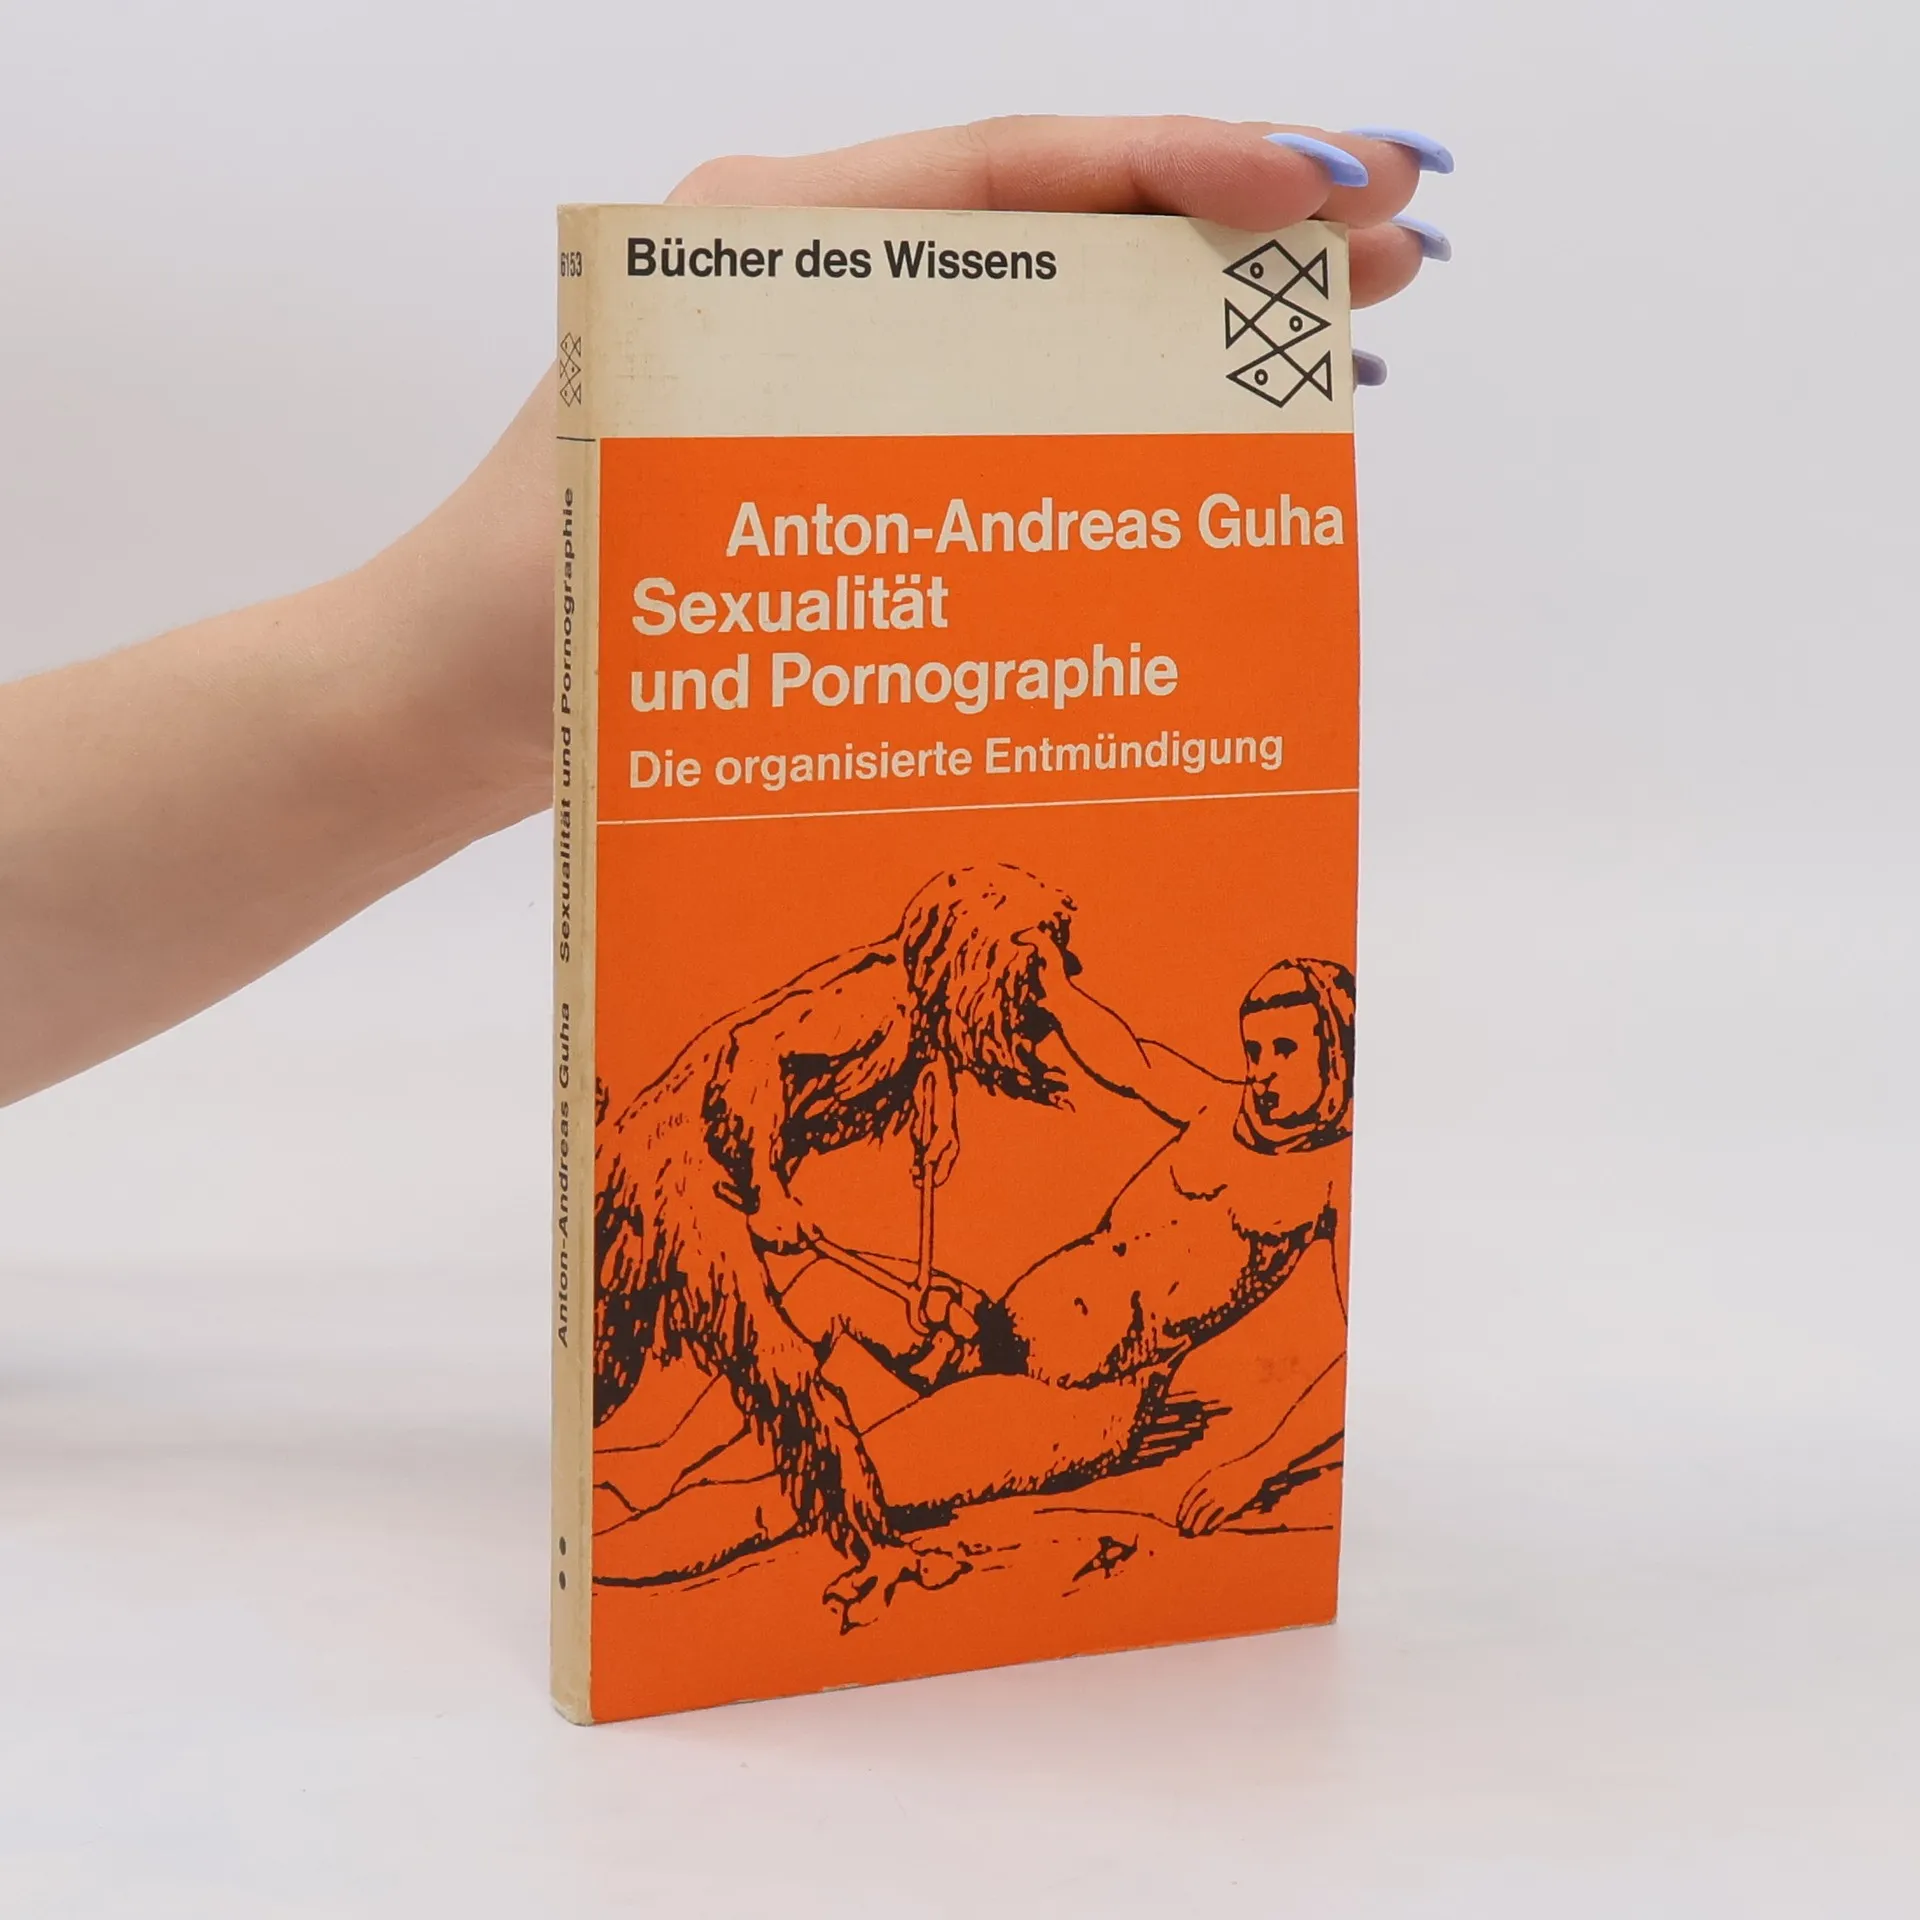 Bücher des Wissens
Anton-Andreas Guha
Sexualität
und Pornographie
Die organisierte Entmündigung
6153
Anton-Andreas Guha Sexualität und Pornographie